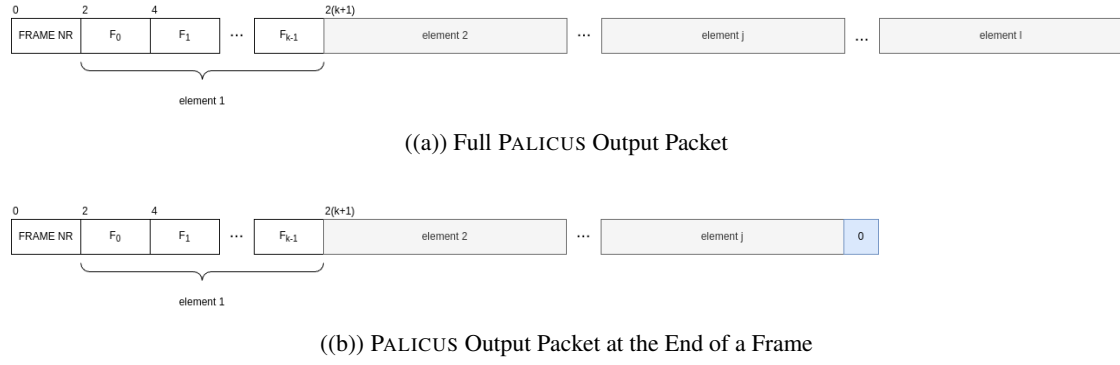 0 2 4 2(k+1)
FRAME NR F₀ F₁ ... Fₖ₋₁ element 2 ... element j ... element l
element 1
((a)) Full PALICUS Output Packet
0 2 4 2(k+1)
FRAME NR F₀ F₁ ... Fₖ₋₁ element 2 ... element j 0
element 1
((b)) PALICUS Output Packet at the End of a Frame